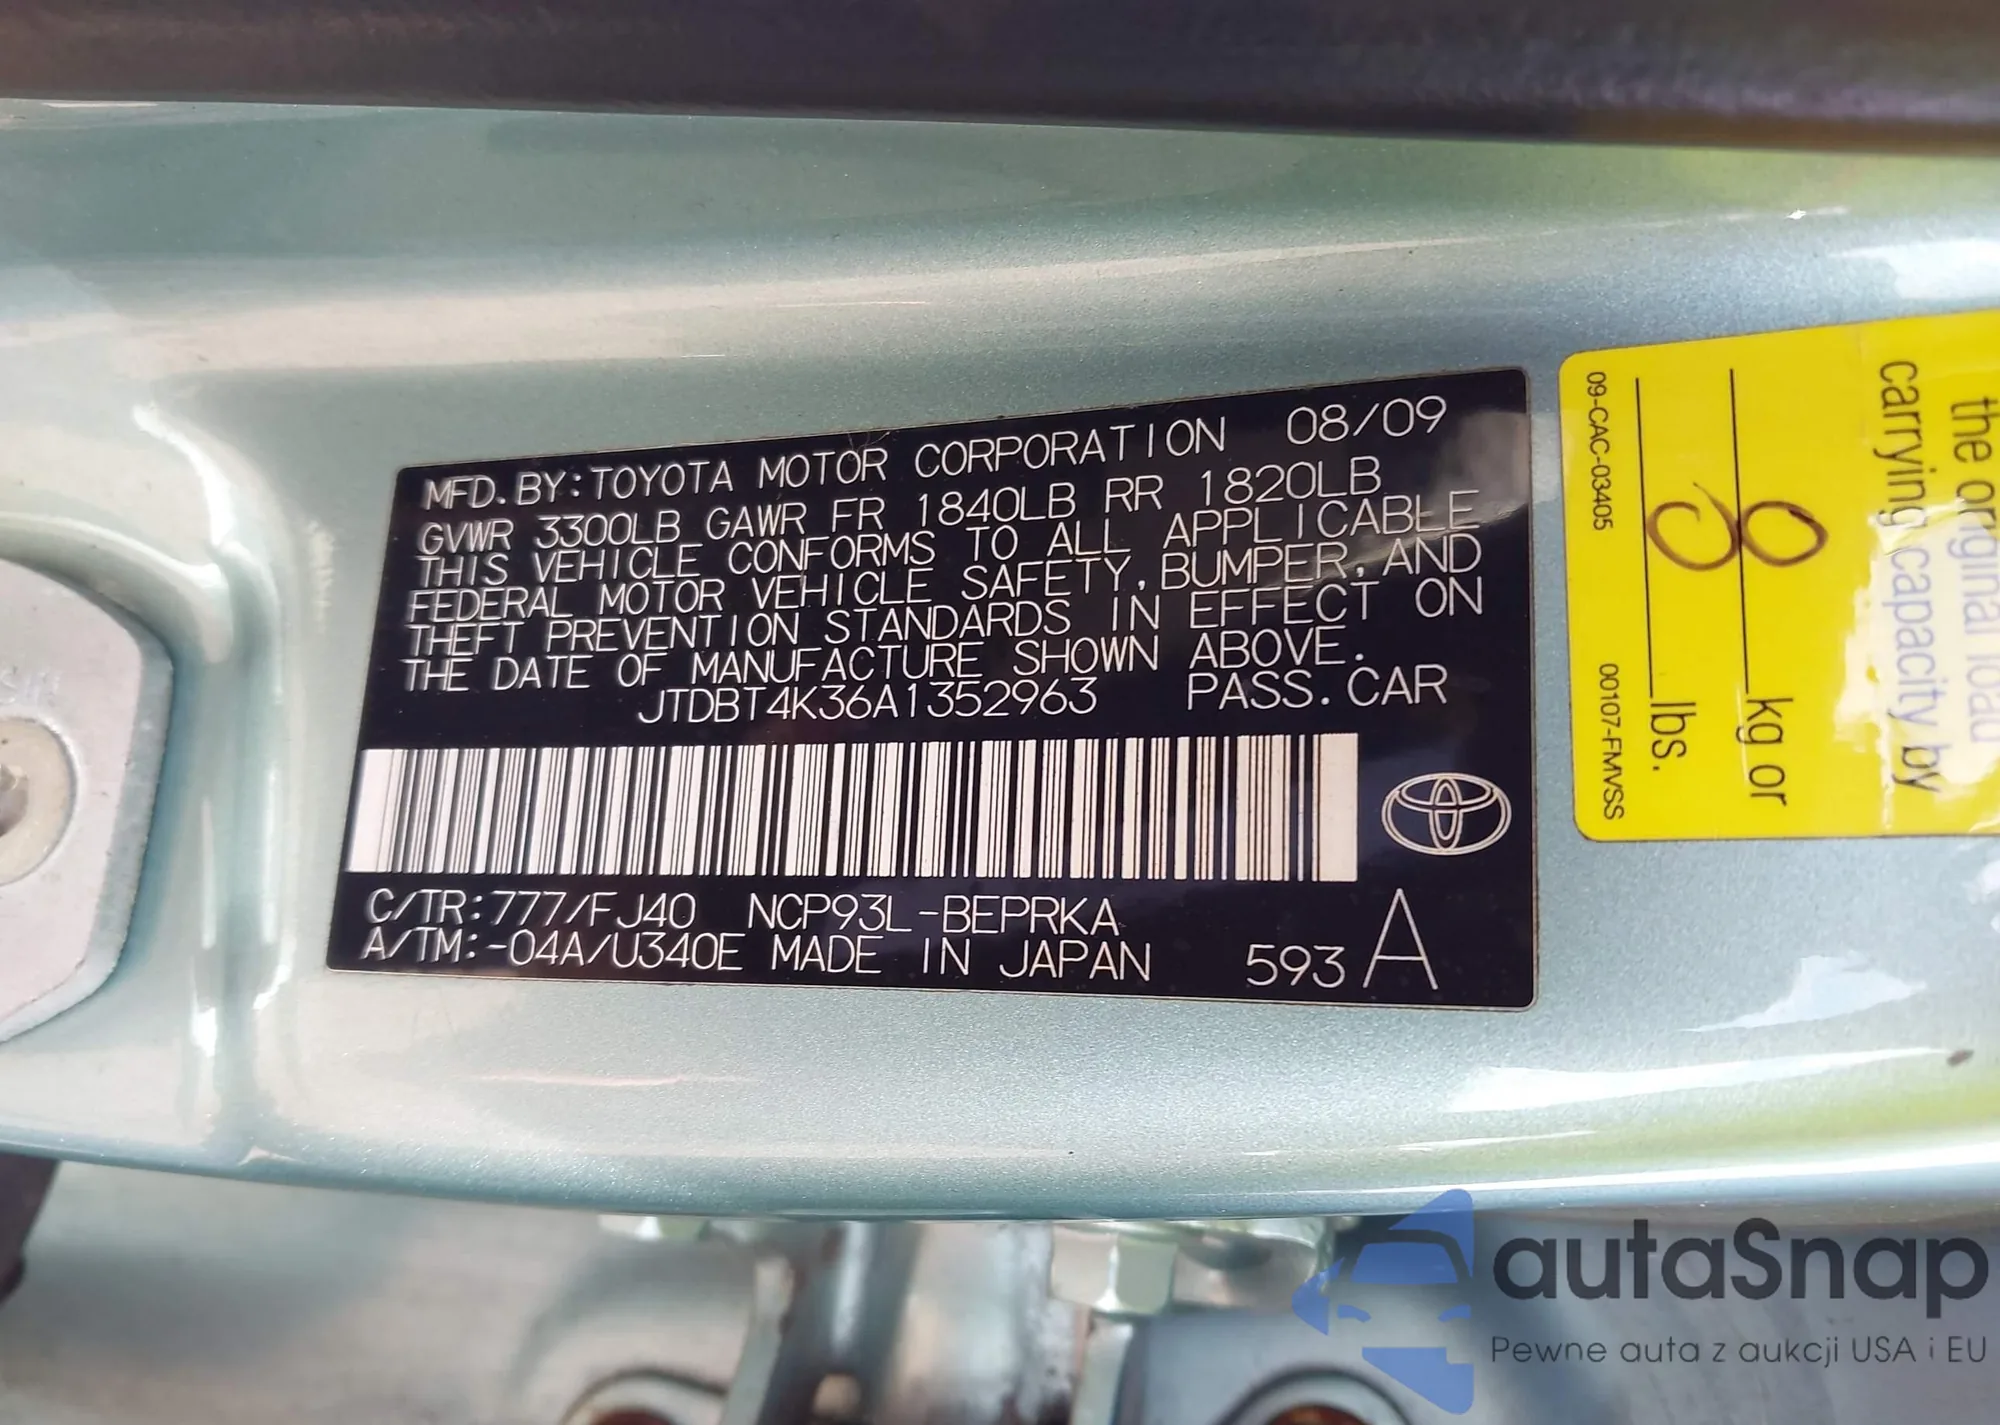 MFD.BY:TOYOTA MOTOR CORPORATION 08/09
GVWR 3300LB GAWR FR 1840LB RR 1820LB
THIS VEHICLE CONFORMS TO ALL APPLICABLE
FEDERAL MOTOR VEHICLE SAFETY, BUMPER, AND
THEFT PREVENTION STANDARDS IN EFFECT ON
THE DATE OF MANUFACTURE SHOWN ABOVE.
JTDBT4K36A1352963 PASS.CAR
C/TR:777/FJ40 NCP93L-BEPRKA
A/TM:-04A/U340E MADE IN JAPAN 593 A
the original load
carrying capacity by
8 kg or
lbs.
09-CAC-03405 00107-FMVSS
autaSnap
Pewne auta z aukcji USA i EU